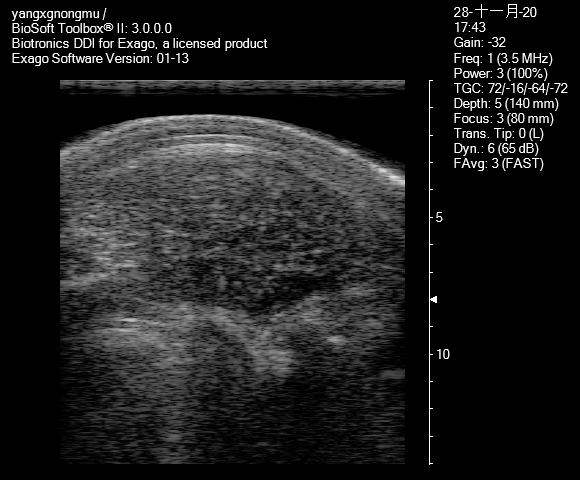 yangxgnongmu /
BioSoft Toolbox® II: 3.0.0.0
Biotronics DDI for Exago, a licensed product
Exago Software Version: 01-13
28-十一月-20
17:43
Gain: -32
Freq: 1 (3.5 MHz)
Power: 3 (100%)
TGC: 72/-16/-64/-72
Depth: 5 (140 mm)
Focus: 3 (80 mm)
Trans. Tip: 0 (L)
Dyn.: 6 (65 dB)
FAvg: 3 (FAST)
5
10